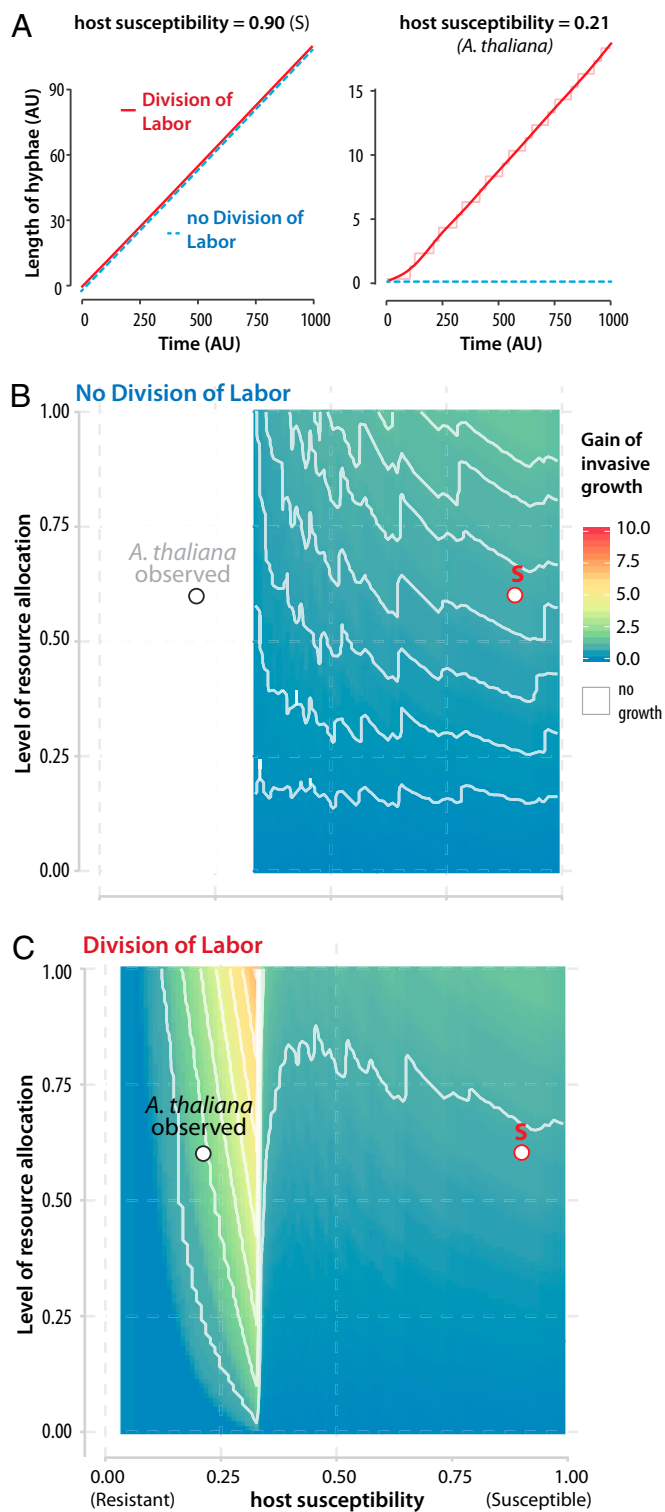 A
host susceptibility = 0.90 (S)
host susceptibility = 0.21
(A. thaliana)
Length of hyphae (AU)
90
60
30
0
Division of
Labor
no Division of
Labor
0
250
500
750
1000
Time (AU)
15
10
5
0
0
250
500
750
1000
Time (AU)
B
No Division of Labor
Level of resource allocation
1.00
0.75
0.50
0.25
0.00
A. thaliana
observed
S
Gain of
invasive
growth
10.0
7.5
5.0
2.5
0.0
no
growth
C
Division of Labor
Level of resource allocation
1.00
0.75
0.50
0.25
0.00
A. thaliana
observed
S
0.00
0.25
0.50
0.75
1.00
(Resistant)
host susceptibility
(Susceptible)